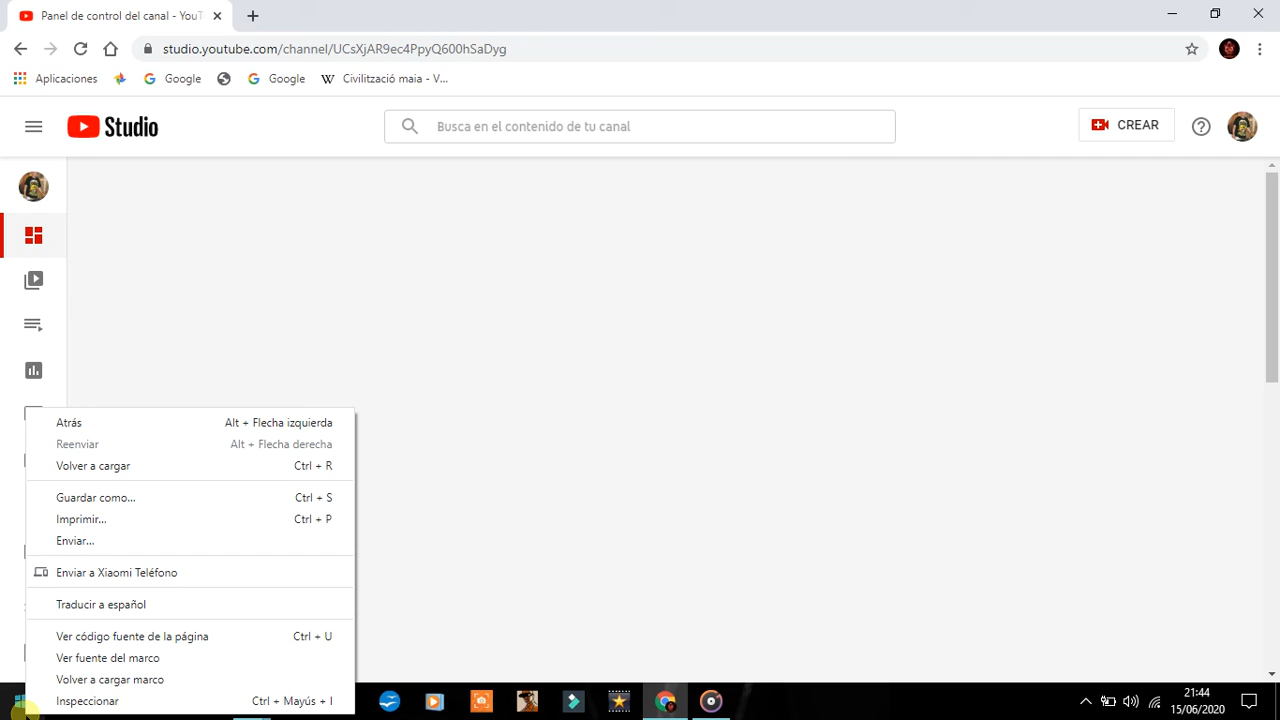 Panel de control del canal - YouT
studio.youtube.com/channel/UCsXjAR9ec4PpyQ600hSaDyg
Aplicaciones
Google
Google
Civilització maia - V...
Studio
Busca en el contenido de tu canal
CREAR
Atrás Alt + Flecha izquierda
Reenviar Alt + Flecha derecha
Volver a cargar Ctrl + R
Guardar como... Ctrl + S
Imprimir... Ctrl + P
Enviar...
Enviar a Xiaomi Teléfono
Traducir a español
Ver código fuente de la página Ctrl + U
Ver fuente del marco
Volver a cargar marco
Inspeccionar Ctrl + Mayús + I
21:44
15/06/2020